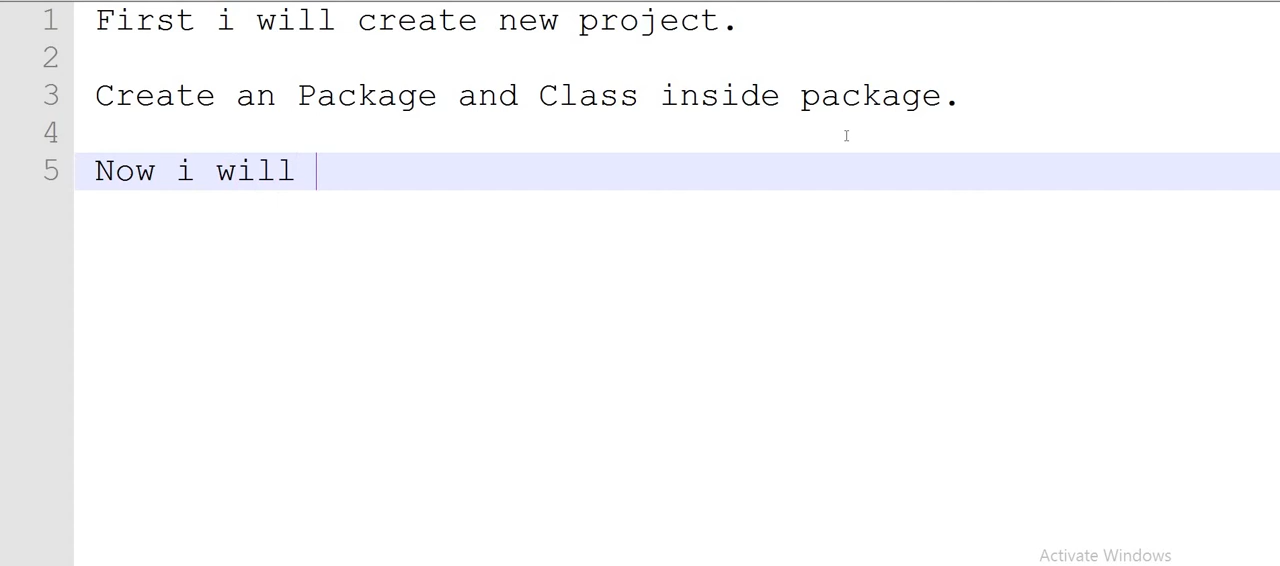 1 First i will create new project.
2
3 Create an Package and Class inside package.
4
5 Now i will
Activate Windows